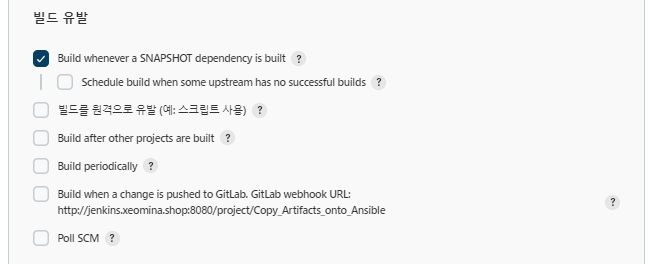 빌드 유발
Build whenever a SNAPSHOT dependency is built ?
Schedule build when some upstream has no successful builds ?
빌드를 원격으로 유발 (예: 스크립트 사용) ?
Build after other projects are built ?
Build periodically ?
Build when a change is pushed to GitLab. GitLab webhook URL:
http://jenkins.xeomina.shop:8080/project/Copy_Artifacts_onto_Ansible ?
Poll SCM ?